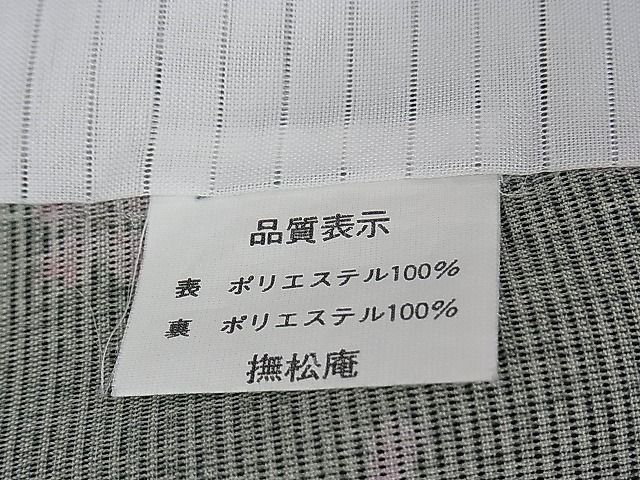 品質表示
表 ポリエステル100%
裏 ポリエステル100%
撫松庵